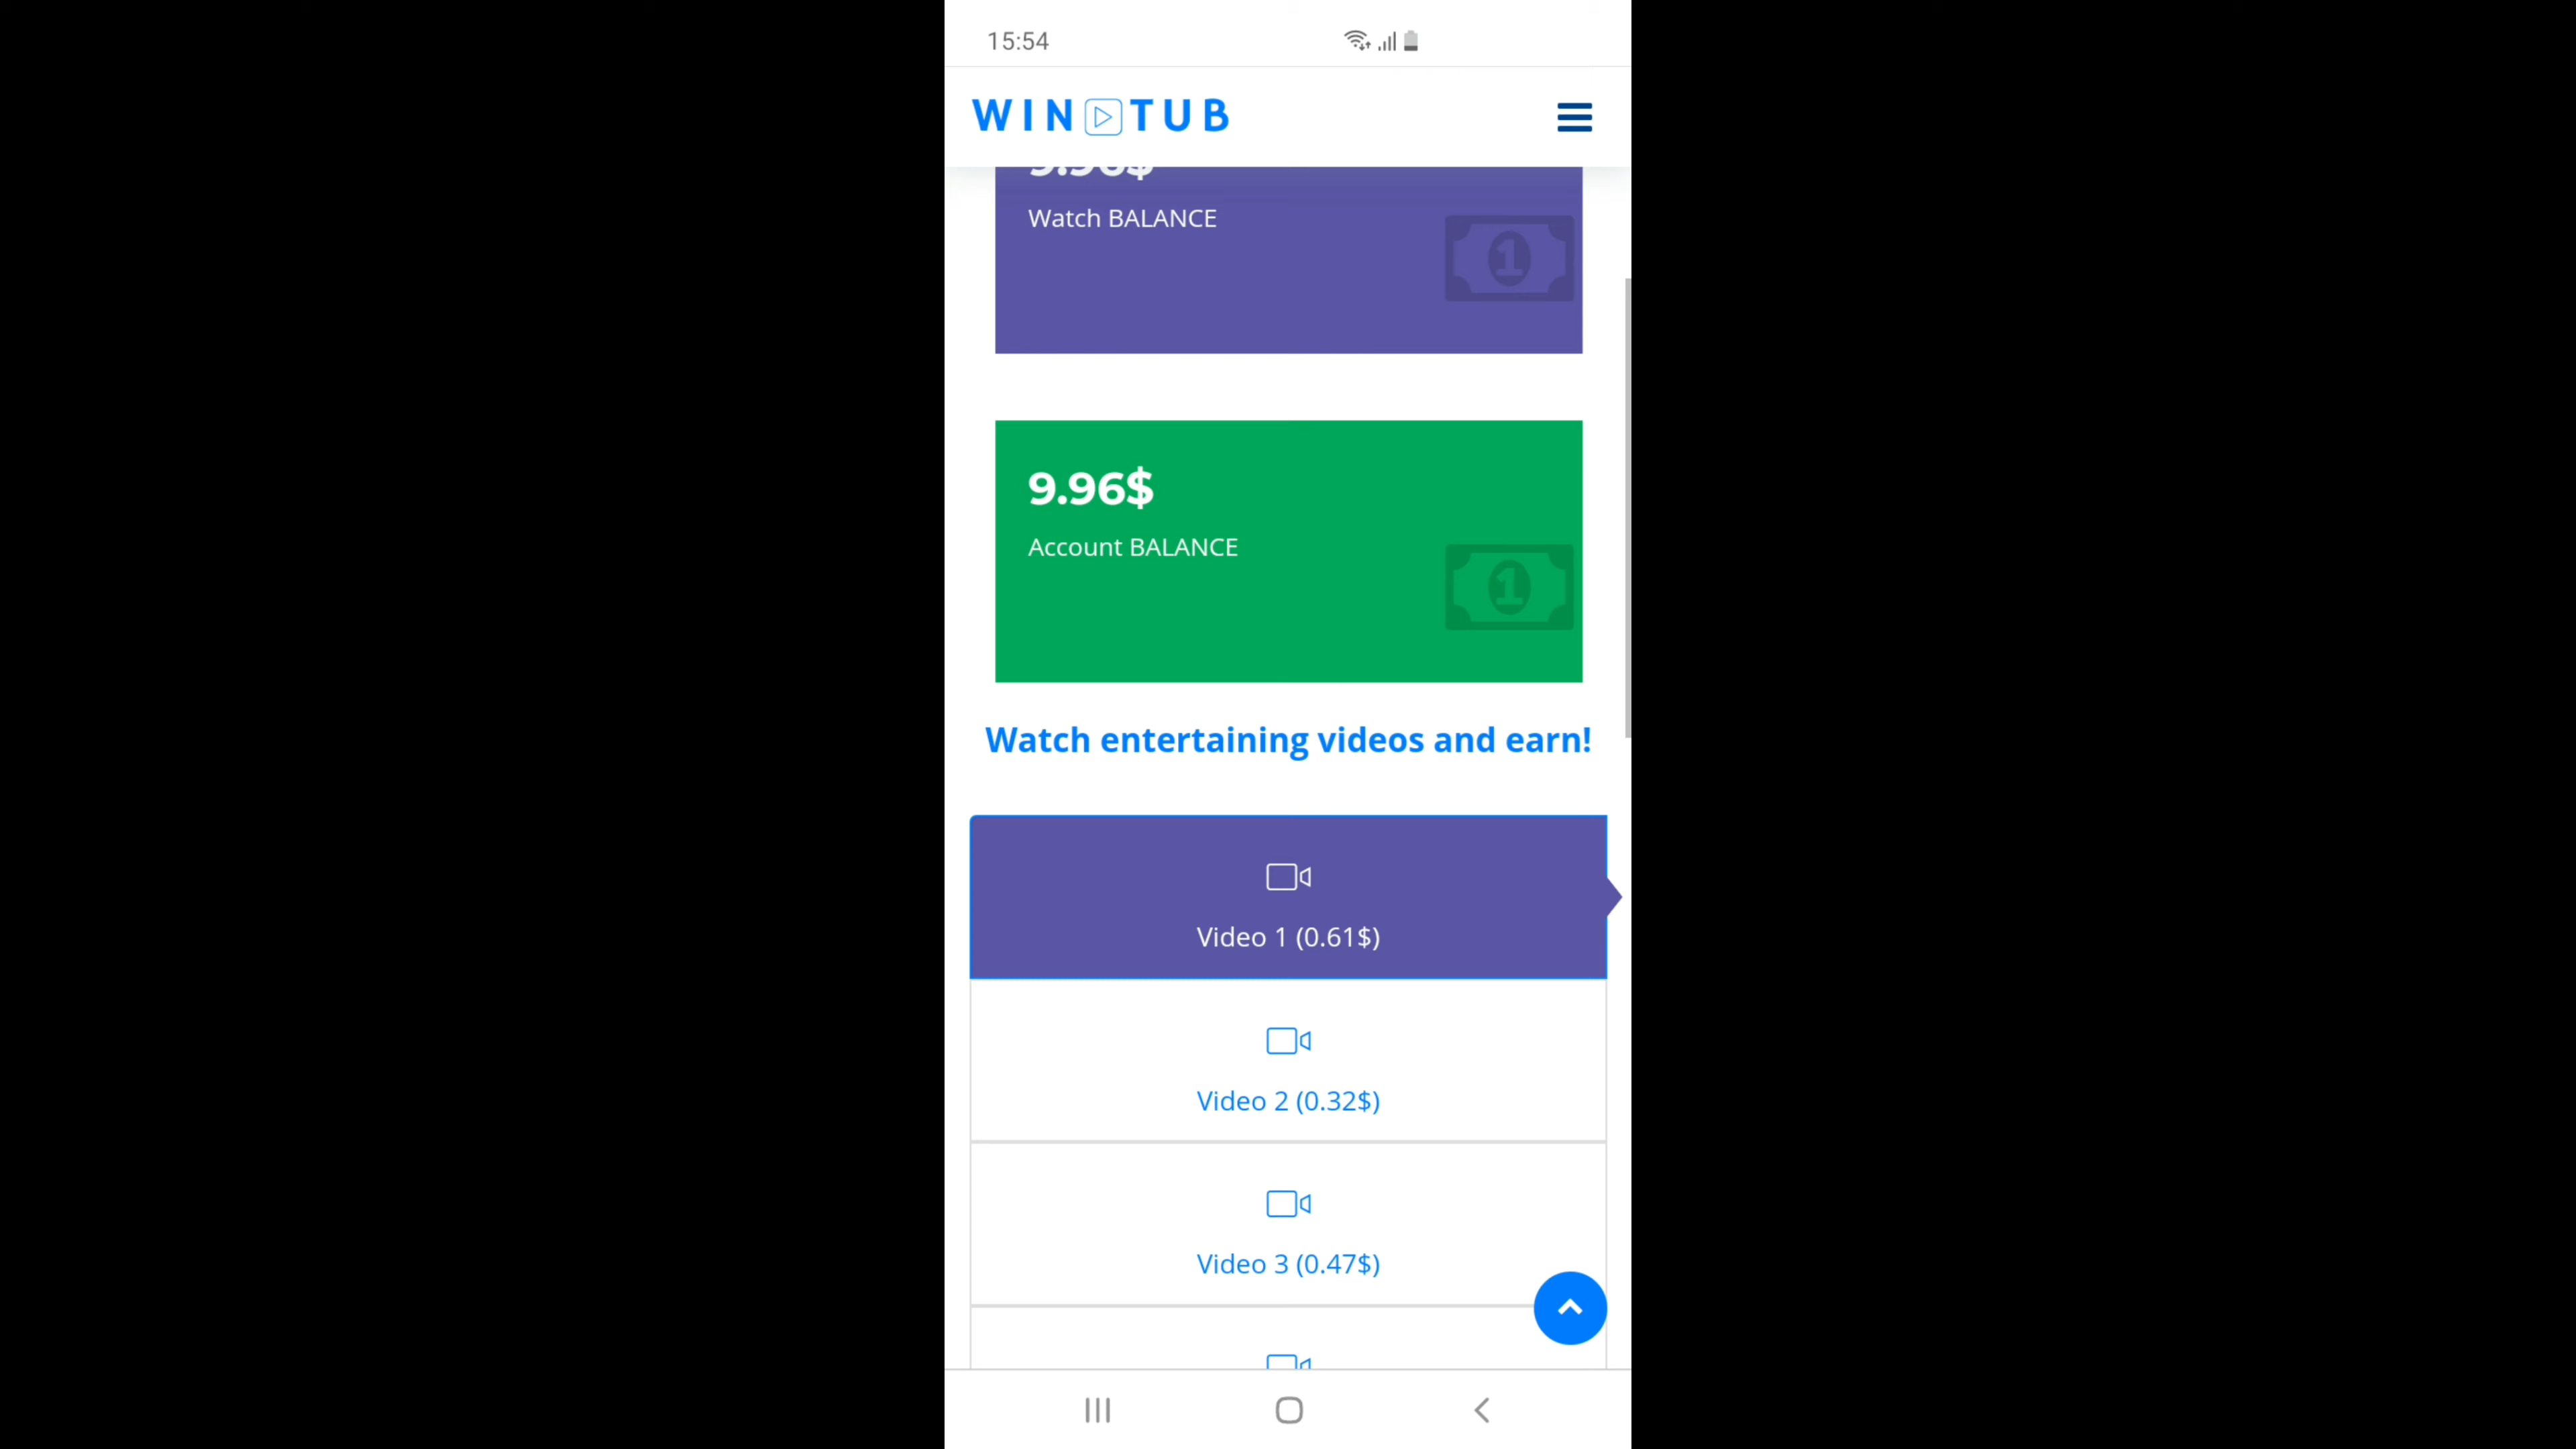 15:54
WIN TUB
Watch BALANCE
9.96$
Account BALANCE
Watch entertaining videos and earn!
Video 1 (0.61$)
Video 2 (0.32$)
Video 3 (0.47$)